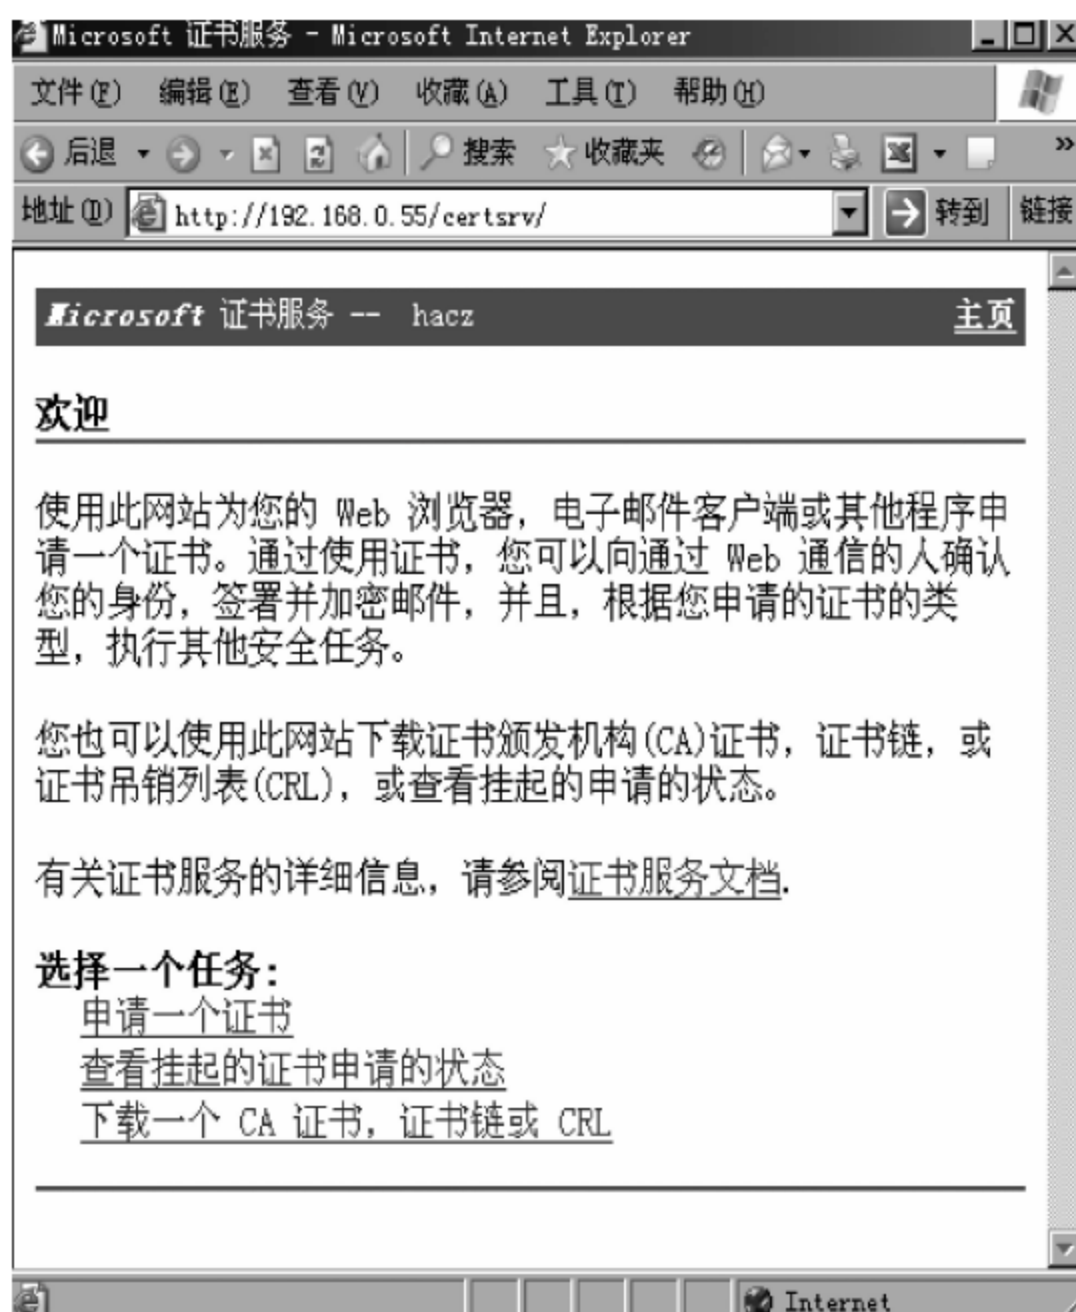 Microsoft 证书服务 - Microsoft Internet Explorer
文件(F) 编辑(E) 查看(V) 收藏(A) 工具(T) 帮助(H)
后退 搜索 收藏夹 »
地址(D) http://192.168.0.55/certsrv/ 转到 链接
Microsoft 证书服务 -- hacz 主页
欢迎
使用此网站为您的 Web 浏览器，电子邮件客户端或其他程序申
请一个证书。通过使用证书，您可以向通过 Web 通信的人确认
您的身份，签署并加密邮件，并且，根据您申请的证书的类
型，执行其他安全任务。
您也可以使用此网站下载证书颁发机构(CA)证书，证书链，或
证书吊销列表(CRL)，或查看挂起的申请的状态。
有关证书服务的详细信息，请参阅证书服务文档.
选择一个任务:
申请一个证书
查看挂起的证书申请的状态
下载一个 CA 证书，证书链或 CRL
Internet